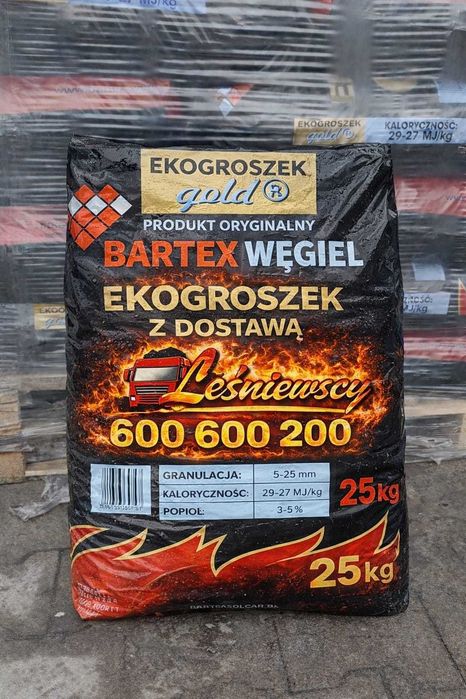 KALORYCZNOŚĆ:
gold® 29-27 MJ/kg
EKOGROSZEK
gold®
PRODUKT ORYGINALNY
BARTEX WĘGIEL
EKOGROSZEK
Z DOSTAWĄ
Leśniewscy
600 600 200
GRANULACJA: 5-25 mm
KALORYCZNOŚĆ: 29-27 MJ/kg
POPIOŁ: 3-5%
25kg
25kg